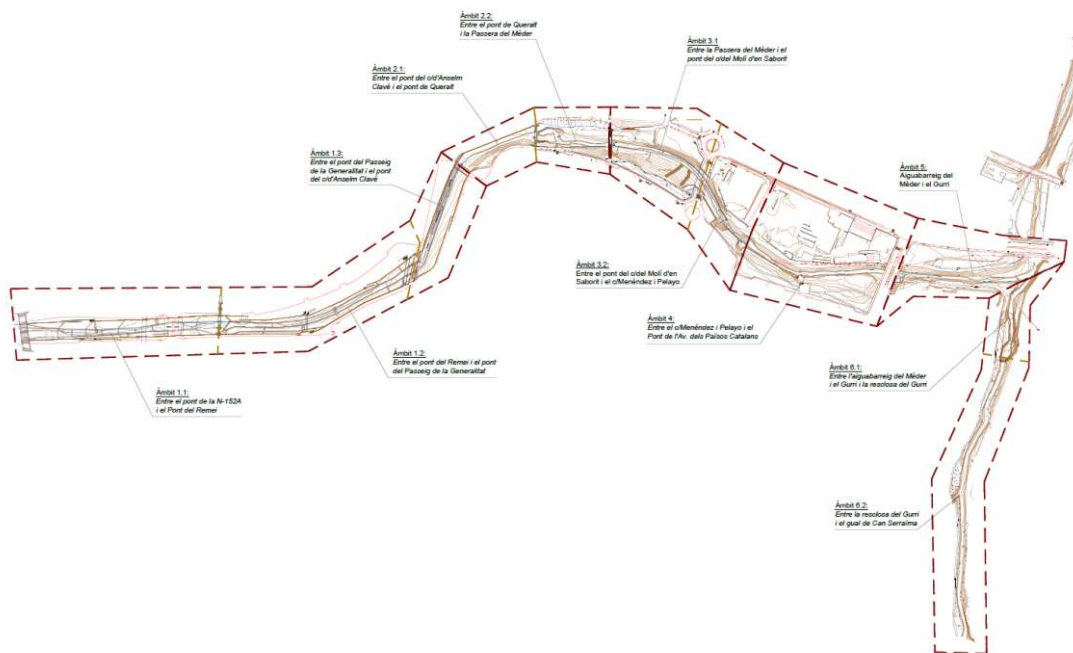 Àmbit 2.2:
Entre el pont de Queralt
i la Passera del Mèder
Àmbit 3.1
Entre la Passera del Mèder i el
pont del c/del Molí d'en Saborit
Àmbit 2.1:
Entre el pont del c/d'Anselm
Clavé i el pont de Queralt
Àmbit 1.3:
Entre el pont del Passeig
de la Generalitat i el pont
del c/d'Anselm Clavé
Àmbit 5:
Aiguabarreig del
Mèder i el Gurri
Àmbit 3.2:
Entre el pont del c/del Molí d'en
Saborit i el c/Menéndez i Pelayo
Àmbit 4:
Entre el c/Menéndez i Pelayo i el
Pont de l'Av. dels Països Catalans
Àmbit 1.2:
Entre el pont del Remei i el pont
del Passeig de la Generalitat
Àmbit 6.1:
Entre l'aiguabarreig del Mèder
i el Gurri i la resclosa del Gurri
Àmbit 1.1:
Entre el pont de la N-152A
i el Pont del Remei
Àmbit 6.2:
Entre la resclosa del Gurri
i el gual de Can Serraïma